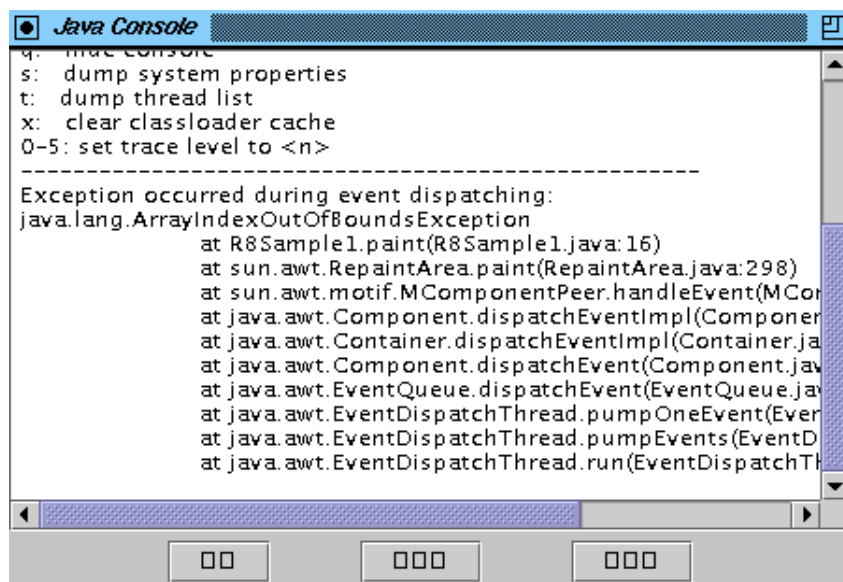 Java Console
q: hide console
s: dump system properties
t: dump thread list
x: clear classloader cache
0-5: set trace level to <n>
----------------------------------------------------
Exception occurred during event dispatching:
java.lang.ArrayIndexOutOfBoundsException
at R8Sample1.paint(R8Sample1.java:16)
at sun.awt.RepaintArea.paint(RepaintArea.java:298)
at sun.awt.motif.MComponentPeer.handleEvent(MCor
at java.awt.Component.dispatchEventImpl(Componer
at java.awt.Container.dispatchEventImpl(Container.ja
at java.awt.Component.dispatchEvent(Component.jav
at java.awt.EventQueue.dispatchEvent(EventQueue.jav
at java.awt.EventDispatchThread.pumpOneEvent(Ever
at java.awt.EventDispatchThread.pumpEvents(EventD
at java.awt.EventDispatchThread.run(EventDispatchTh